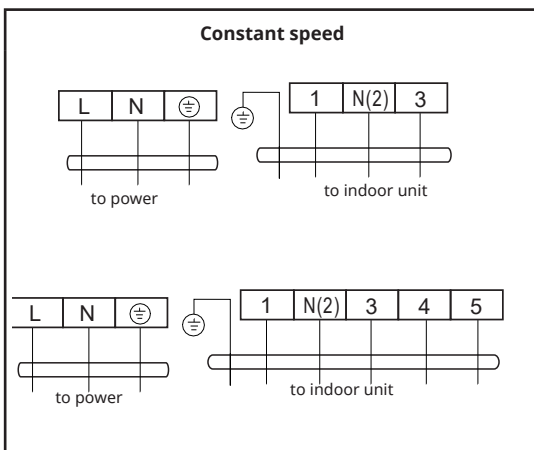 Constant speed
L N 1 N(2) 3
to power to indoor unit
L N 1 N(2) 3 4 5
to power to indoor unit